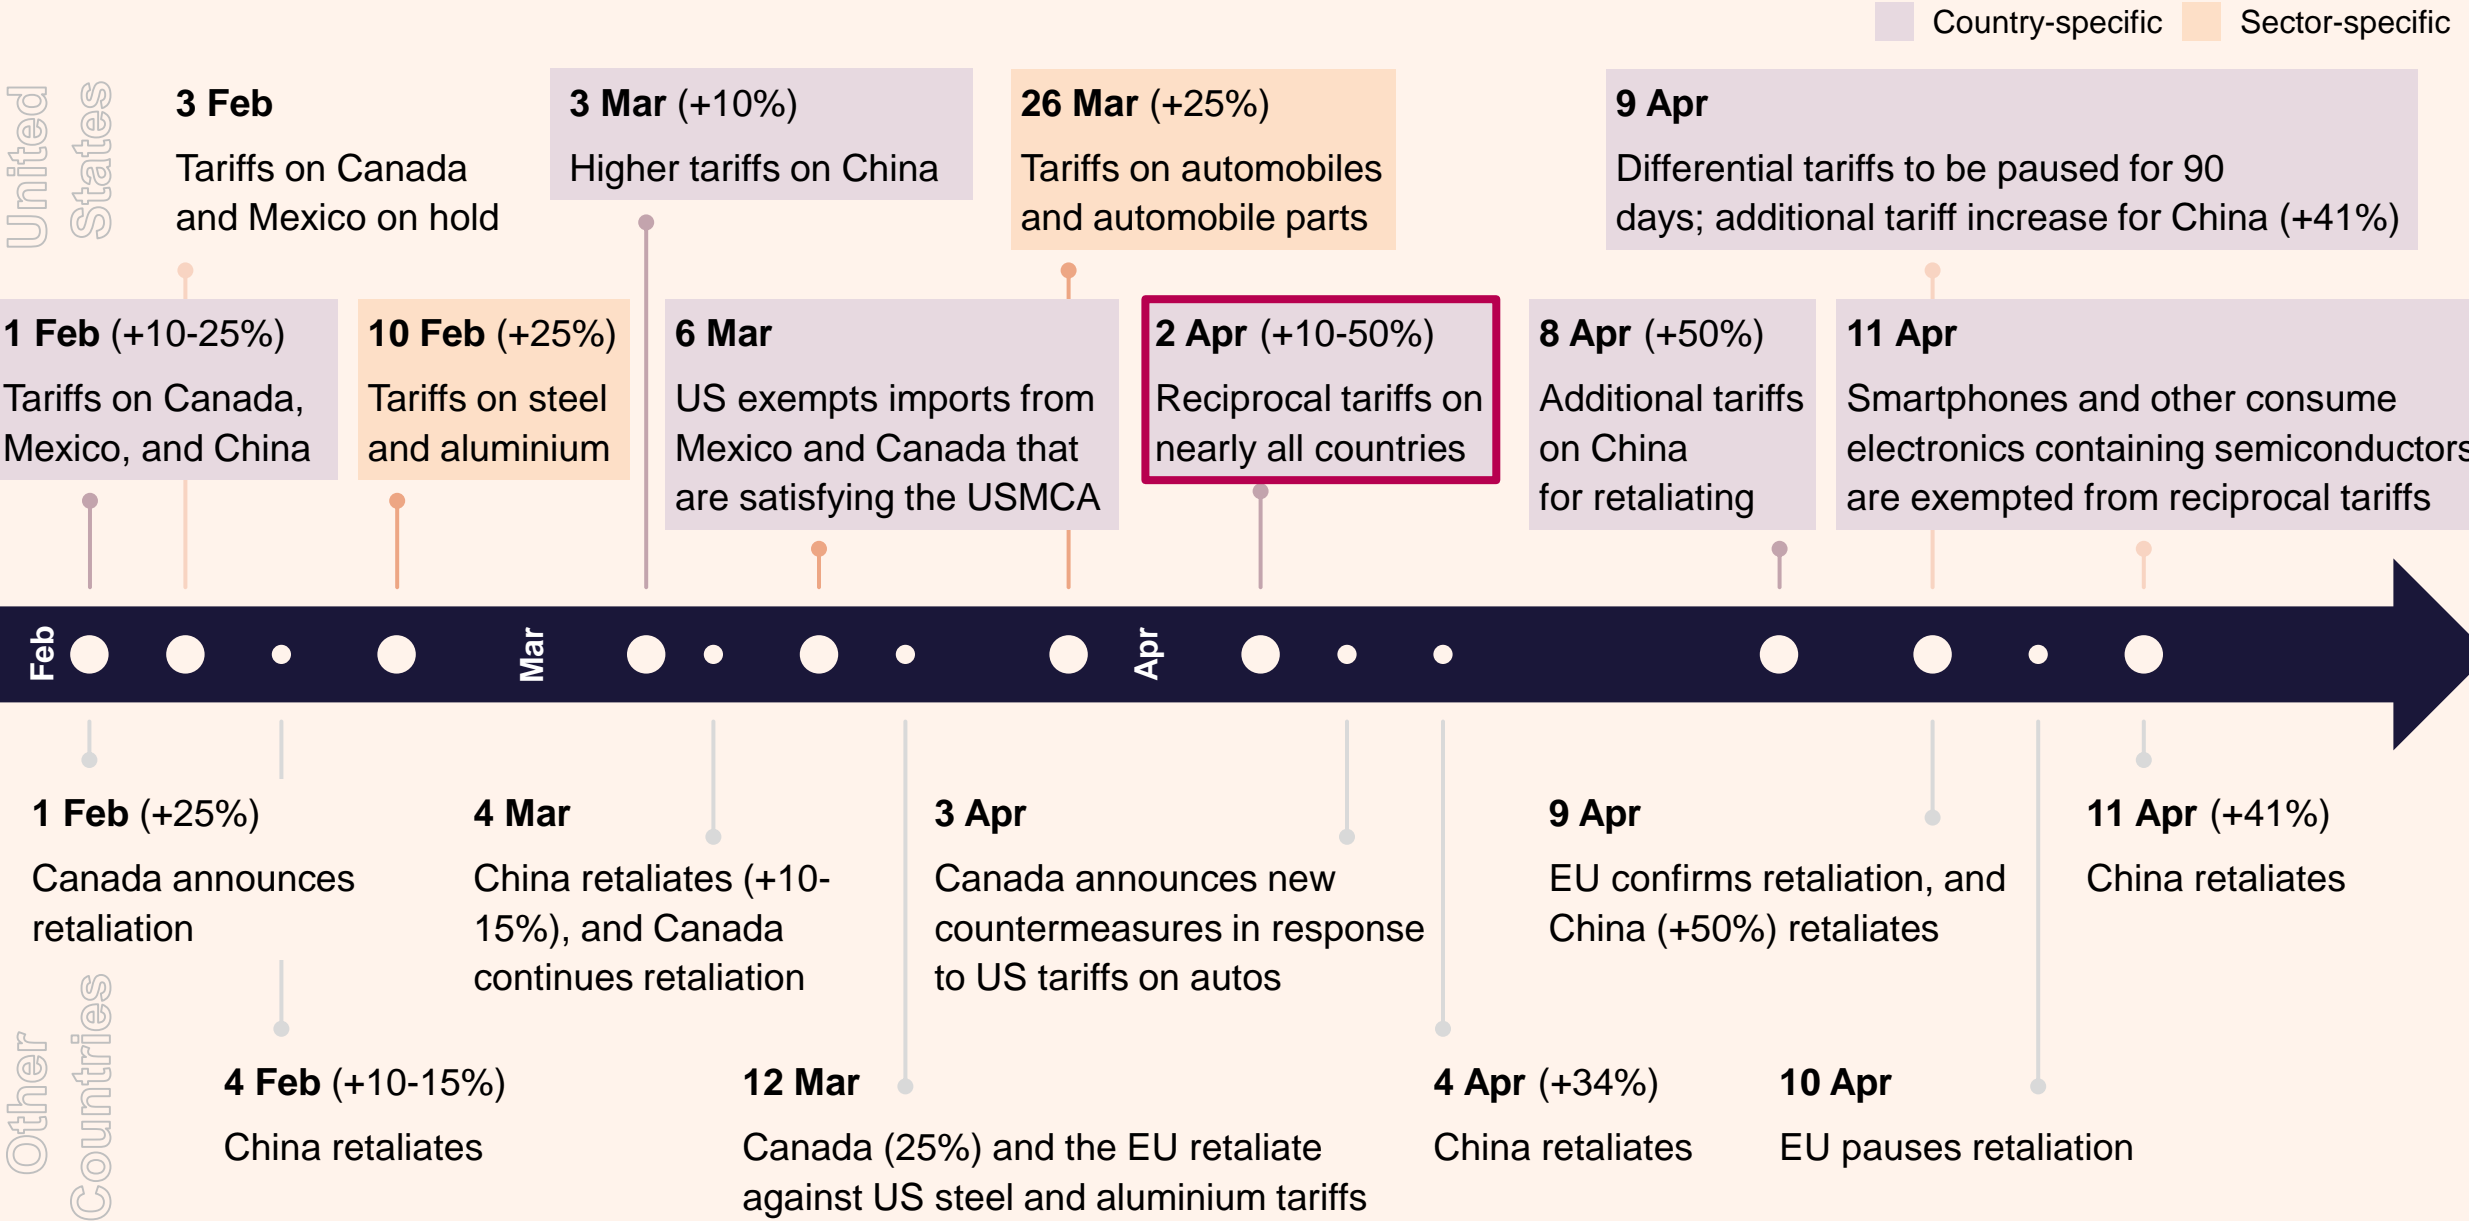 Country-specific
Sector-specific
United
States
3 Feb
Tariffs on Canada
and Mexico on hold
3 Mar (+10%)
Higher tariffs on China
26 Mar (+25%)
Tariffs on automobiles
and automobile parts
9 Apr
Differential tariffs to be paused for 90
days; additional tariff increase for China (+41%)
1 Feb (+10-25%)
Tariffs on Canada,
Mexico, and China
10 Feb (+25%)
Tariffs on steel
and aluminium
6 Mar
US exempts imports from
Mexico and Canada that
are satisfying the USMCA
2 Apr (+10-50%)
Reciprocal tariffs on
nearly all countries
8 Apr (+50%)
Additional tariffs
on China
for retaliating
11 Apr
Smartphones and other consume
electronics containing semiconductors
are exempted from reciprocal tariffs
Feb
Mar
Apr
1 Feb (+25%)
Canada announces
retaliation
4 Mar
China retaliates (+10-
15%), and Canada
continues retaliation
3 Apr
Canada announces new
countermeasures in response
to US tariffs on autos
9 Apr
EU confirms retaliation, and
China (+50%) retaliates
11 Apr (+41%)
China retaliates
Other
Countries
4 Feb (+10-15%)
China retaliates
12 Mar
Canada (25%) and the EU retaliate
against US steel and aluminium tariffs
4 Apr (+34%)
China retaliates
10 Apr
EU pauses retaliation